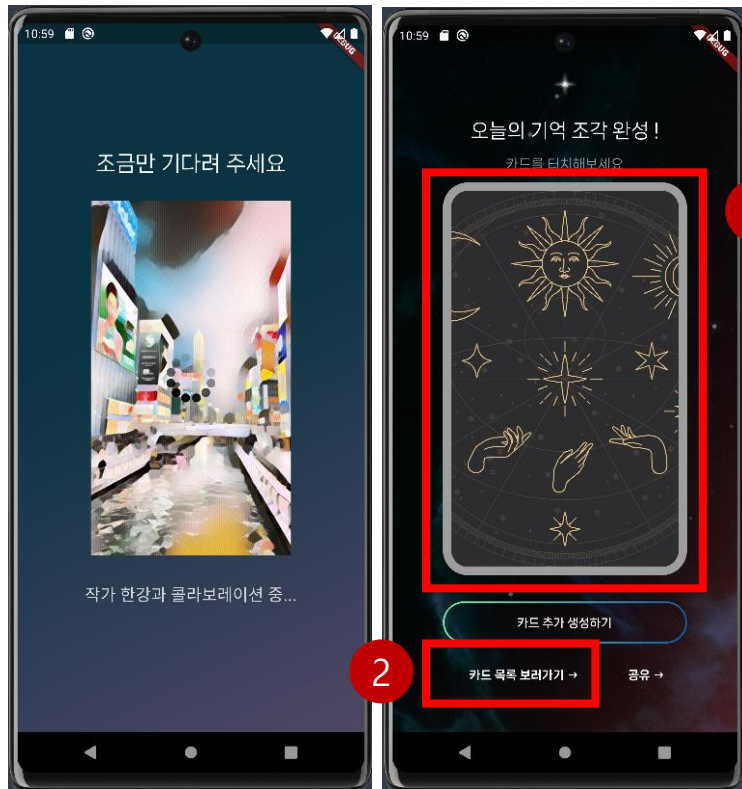 10:59
DEBUG
조금만 기다려 주세요
작가 한강과 콜라보레이션 중...
10:59
DEBUG
오늘의 기억 조각 완성 !
카드를 터치해보세요
카드 추가 생성하기
2
카드 목록 보러가기 →
공유 →